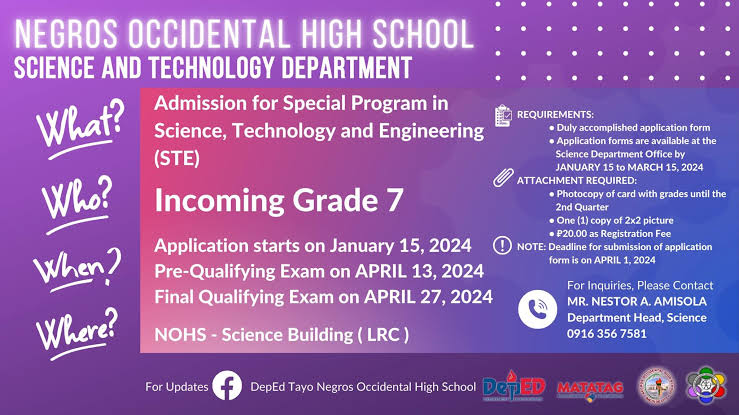 NEGROS OCCIDENTAL HIGH SCHOOL
SCIENCE AND TECHNOLOGY DEPARTMENT
What?
Admission for Special Program in
Science, Technology and Engineering
(STE)
Who?
Incoming Grade 7
When?
Application starts on January 15, 2024
Pre-Qualifying Exam on APRIL 13, 2024
Final Qualifying Exam on APRIL 27, 2024
Where?
NOHS - Science Building ( LRC )
REQUIREMENTS:
● Duly accomplished application form
● Application forms are available at the
Science Department Office by
JANUARY 15 to MARCH 15, 2024
ATTACHMENT REQUIRED:
● Photocopy of card with grades until the
2nd Quarter
● One (1) copy of 2x2 picture
● ₱20.00 as Registration Fee
NOTE: Deadline for submission of application
form is on APRIL 1, 2024
For Inquiries, Please Contact
MR. NESTOR A. AMISOLA
Department Head, Science
0916 356 7581
For Updates
DepEd Tayo Negros Occidental High School
DepED
MATATAG